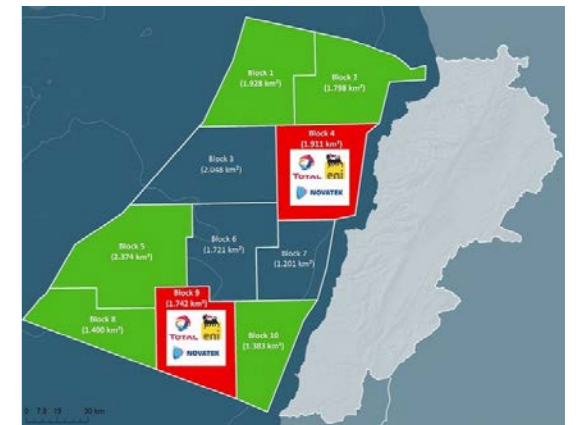 Block 1
(1.928 km²)
Block 2
(1.798 km²)
Block 4
(1.911 km²)
TOTAL
eni
NOVATEK
Block 3
(2.048 km²)
Block 6
(1.721 km²)
Block 5
(2.374 km²)
Block 7
(1.201 km²)
Block 9
(1.742 km²)
TOTAL
eni
NOVATEK
Block 8
(1.400 km²)
Block 10
(1.383 km²)
0 7.5 15 30 km